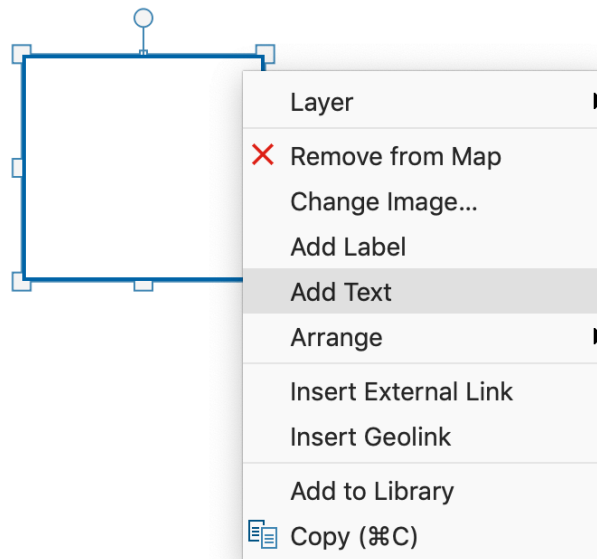 Layer
Remove from Map
Change Image...
Add Label
Add Text
Arrange
Insert External Link
Insert Geolink
Add to Library
Copy (⌘C)